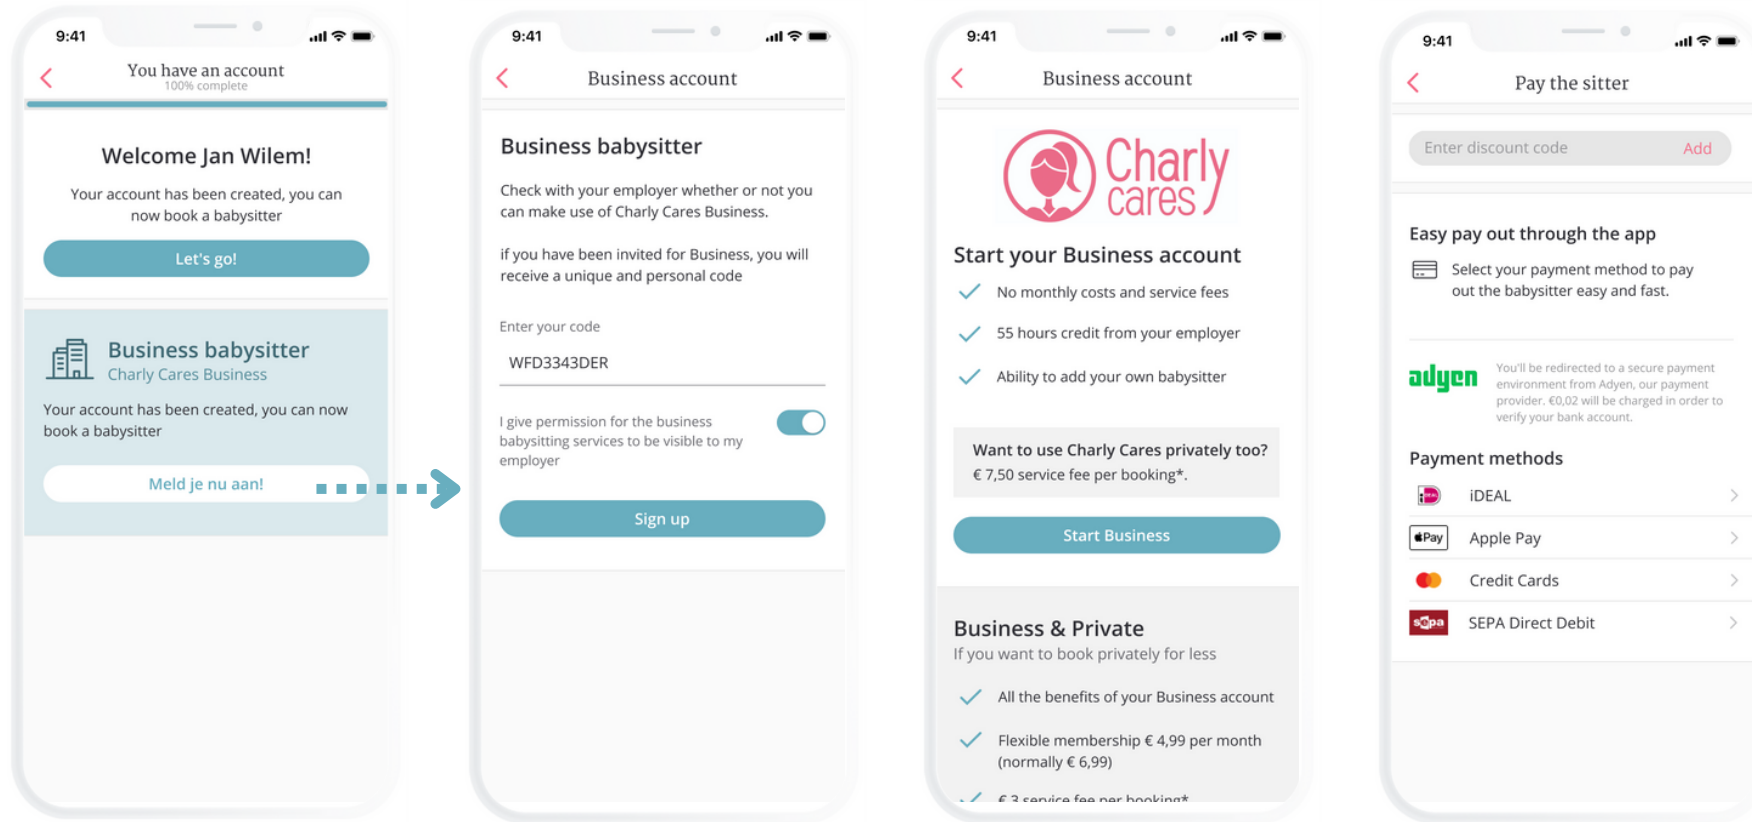 9:41
You have an account
100% complete
Welcome Jan Wilem!
Your account has been created, you can
now book a babysitter
Let's go!
Business babysitter
Charly Cares Business
Your account has been created, you can now
book a babysitter
Meld je nu aan!
9:41
Business account
Business babysitter
Check with your employer whether or not you
can make use of Charly Cares Business.
if you have been invited for Business, you will
receive a unique and personal code
Enter your code
WFD3343DER
I give permission for the business
babysitting services to be visible to my
employer
Sign up
9:41
Business account
Charly
cares
Start your Business account
No monthly costs and service fees
55 hours credit from your employer
Ability to add your own babysitter
Want to use Charly Cares privately too?
€ 7,50 service fee per booking*.
Start Business
Business & Private
If you want to book privately for less
All the benefits of your Business account
Flexible membership € 4,99 per month
(normally € 6,99)
€ 3 service fee per booking*
9:41
Pay the sitter
Enter discount code
Add
Easy pay out through the app
Select your payment method to pay
out the babysitter easy and fast.
adyen
You'll be redirected to a secure payment
environment from Adyen, our payment
provider. €0,02 will be charged in order to
verify your bank account.
Payment methods
iDEAL
Pay
Apple Pay
Credit Cards
sepa
SEPA Direct Debit